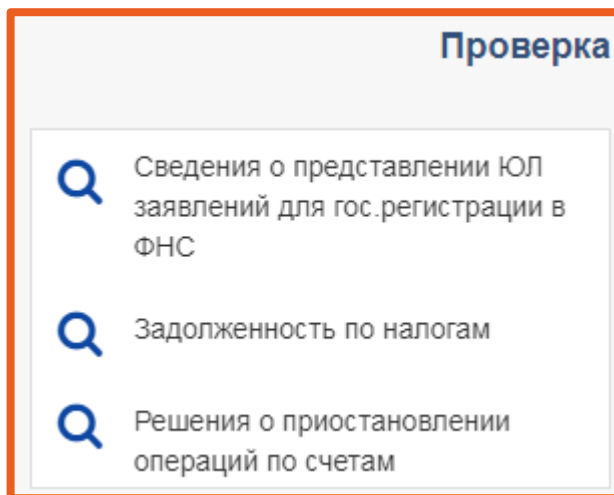 Проверка
Сведения о представлении ЮЛ
заявлений для гос.регистрации в
ФНС
Задолженность по налогам
Решения о приостановлении
операций по счетам